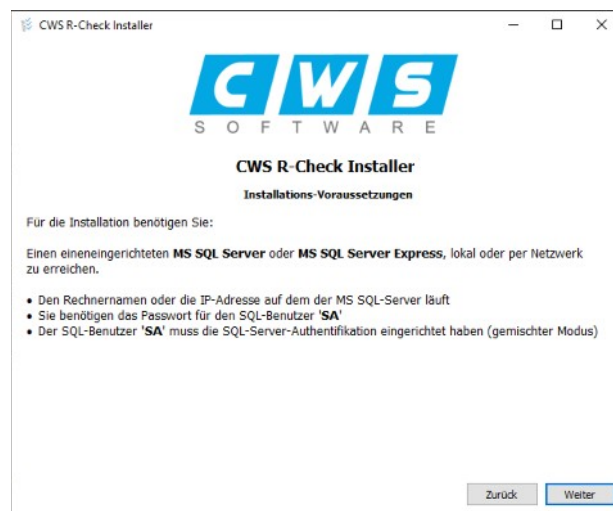 CWS R-Check Installer
CWS
SOFTWARE
CWS R-Check Installer
Installations-Voraussetzungen
Für die Installation benötigen Sie:
Einen eineneingerichteten MS SQL Server oder MS SQL Server Express, lokal oder per Netzwerk
zu erreichen.
• Den Rechnernamen oder die IP-Adresse auf dem der MS SQL-Server läuft
• Sie benötigen das Passwort für den SQL-Benutzer 'SA'
• Der SQL-Benutzer 'SA' muss die SQL-Server-Authentifikation eingerichtet haben (gemischter Modus)
Zurück Weiter